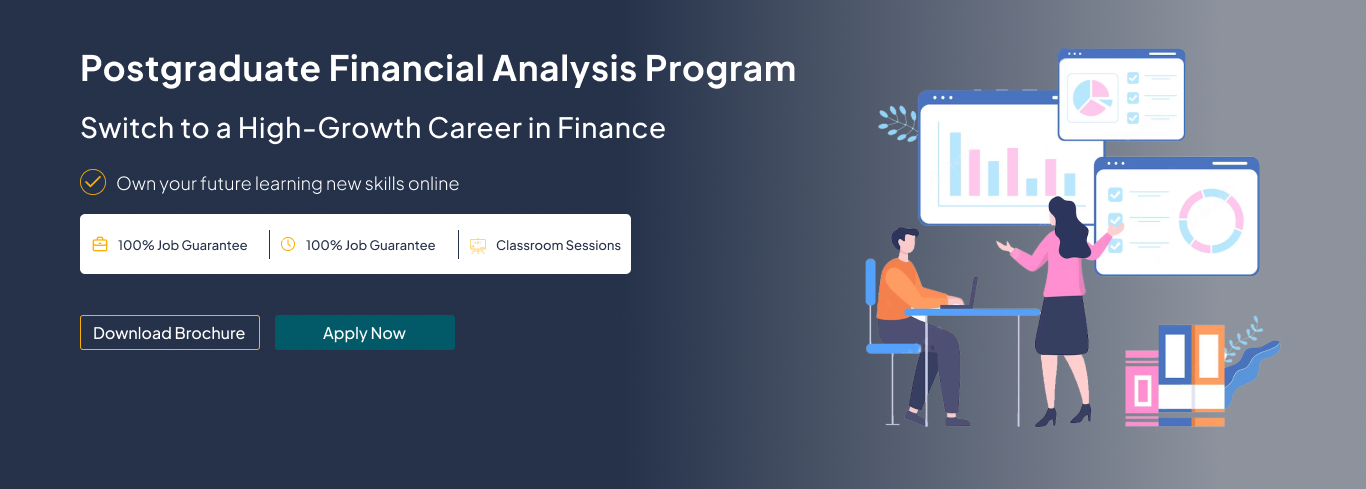 Postgraduate Financial Analysis Program
Switch to a High-Growth Career in Finance
Own your future learning new skills online
100% Job Guarantee
100% Job Guarantee
Classroom Sessions
Download Brochure
Apply Now